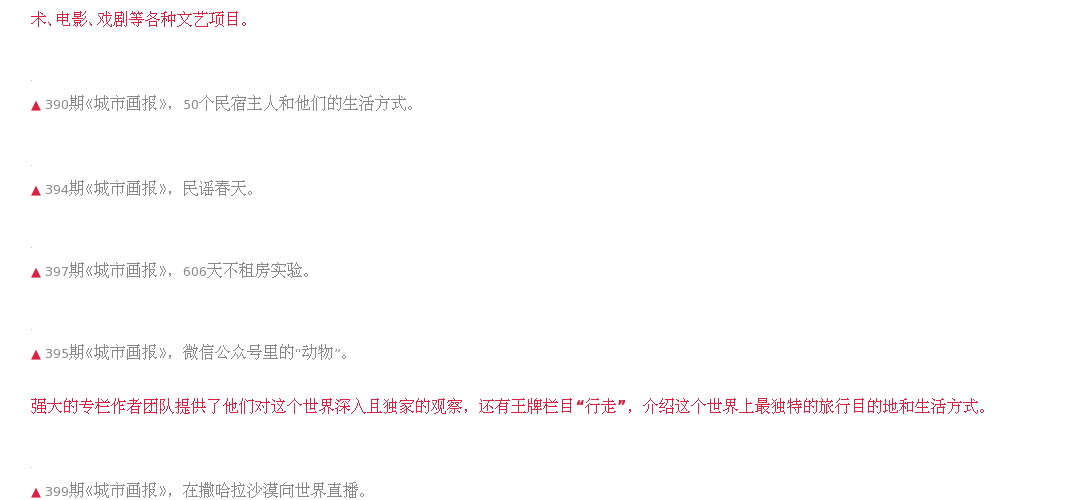 术、电影、戏剧等各种文艺项目。
▲ 390期《城市画报》，50个民宿主人和他们的生活方式。
▲ 394期《城市画报》，民谣春天。
▲ 397期《城市画报》，606天不租房实验。
▲ 395期《城市画报》，微信公众号里的“动物”。
强大的专栏作者团队提供了他们对这个世界深入且独家的观察，还有王牌栏目“行走”，介绍这个世界上最独特的旅行目的地和生活方式。
▲ 399期《城市画报》，在撒哈拉沙漠向世界直播。